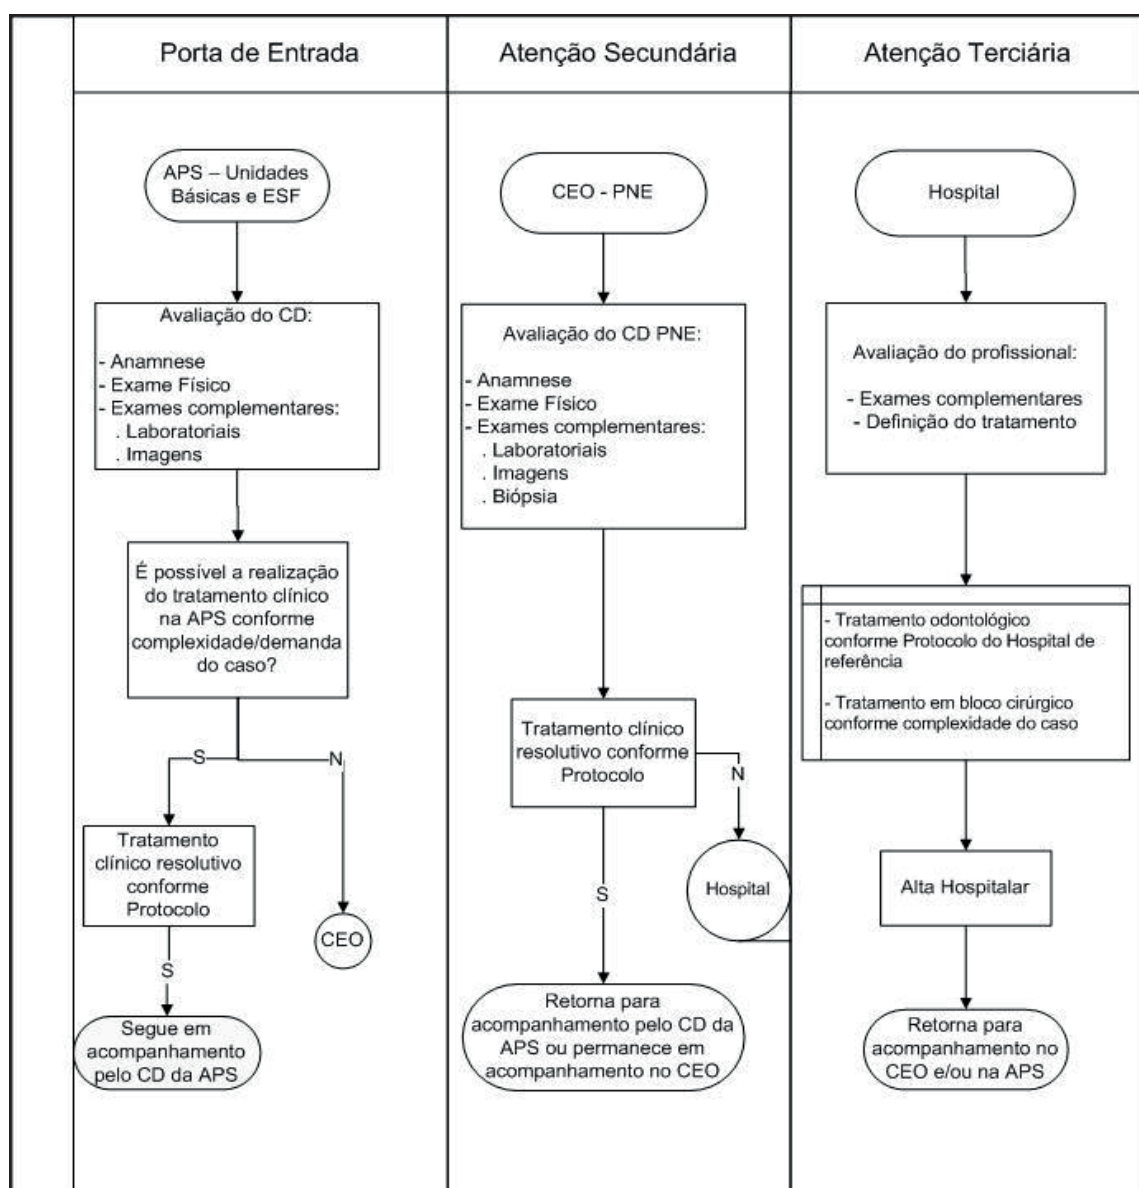 Porta de Entrada
APS – Unidades
Básicas e ESF
Avaliação do CD:
- Anamnese
- Exame Físico
- Exames complementares:
. Laboratoriais
. Imagens
É possível a realização
do tratamento clínico
na APS conforme
complexidade/demanda
do caso?
S
N
Tratamento
clínico resolutivo
conforme
Protocolo
CEO
S
Segue em
acompanhamento
pelo CD da APS
Atenção Secundária
CEO - PNE
Avaliação do CD PNE:
- Anamnese
- Exame Físico
- Exames complementares:
. Laboratoriais
. Imagens
. Biópsia
Tratamento clínico
resolutivo conforme
Protocolo
N
Hospital
S
Retorna para
acompanhamento pelo CD da
APS ou permanece em
acompanhamento no CEO
Atenção Terciária
Hospital
Avaliação do profissional:
- Exames complementares
- Definição do tratamento
- Tratamento odontológico
conforme Protocolo do Hospital de
referência
- Tratamento em bloco cirúrgico
conforme complexidade do caso
Alta Hospitalar
Retorna para
acompanhamento no
CEO e/ou na APS